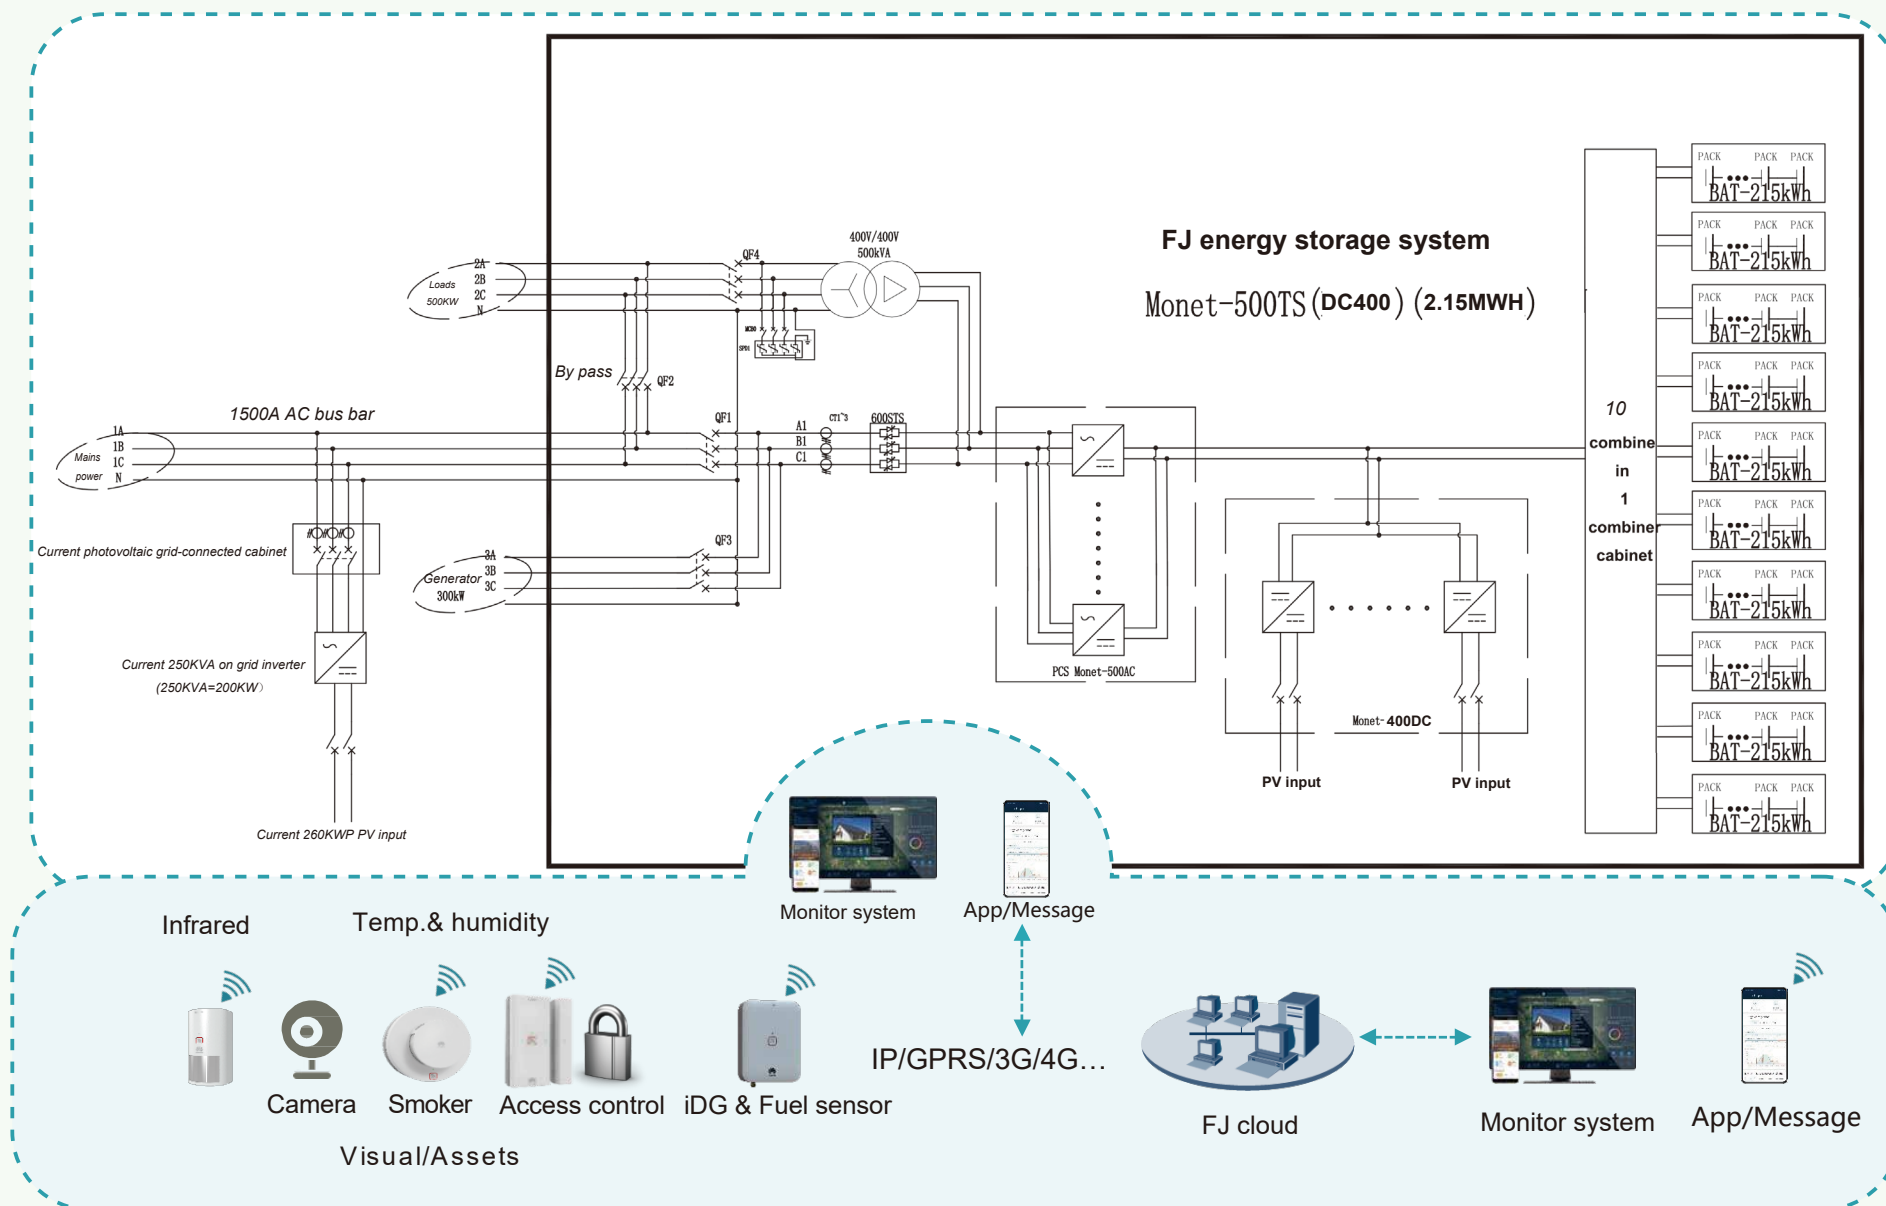 FJ energy storage system
Monet-500TS(DC400)(2.15MWH)
400V/400V
500kVA
QF4
2A
2B
2C
N
Loads
500KW
MCB0
SPD1
By pass
QF2
1500A AC bus bar
QF1
A1
B1
C1
CT1~3
600STS
1A
1B
1C
N
Mains
power
Current photovoltaic grid-connected cabinet
3A
3B
3C
Generator
300kW
QF3
Current 250KVA on grid inverter
(250KVA=200KW)
Current 260KWP PV input
PCS Monet-500AC
Monet-400DC
PV input
PV input
10
combine
in
1
combiner
cabinet
PACK PACK PACK
BAT-215kWh
PACK PACK PACK
BAT-215kWh
PACK PACK PACK
BAT-215kWh
PACK PACK PACK
BAT-215kWh
PACK PACK PACK
BAT-215kWh
PACK PACK PACK
BAT-215kWh
PACK PACK PACK
BAT-215kWh
PACK PACK PACK
BAT-215kWh
PACK PACK PACK
BAT-215kWh
PACK PACK PACK
BAT-215kWh
Monitor system
App/Message
Infrared
Temp.& humidity
Camera
Smoker
Access control
iDG & Fuel sensor
Visual/Assets
IP/GPRS/3G/4G…
FJ cloud
Monitor system
App/Message